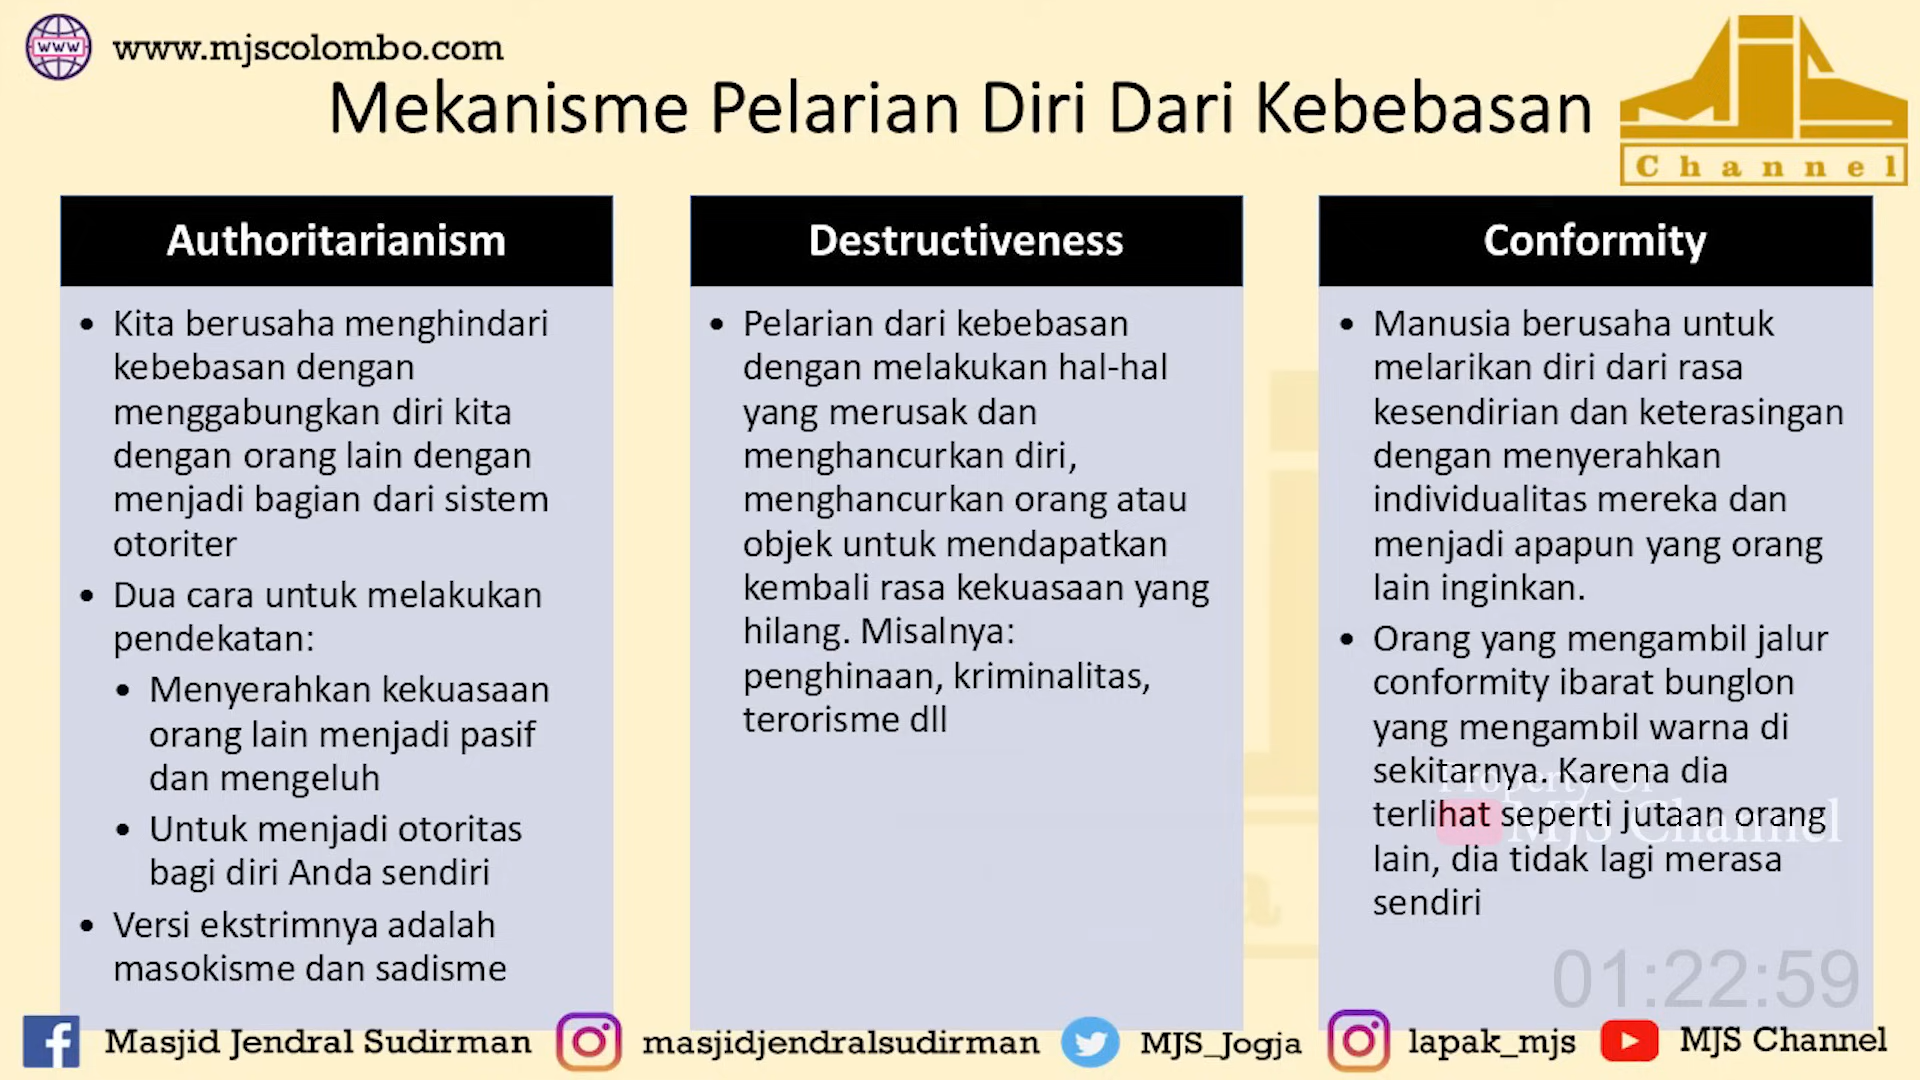 www.mjscolombo.com
Mekanisme Pelarian Diri Dari Kebebasan
Channel
Authoritarianism
• Kita berusaha menghindari
kebebasan dengan
menggabungkan diri kita
dengan orang lain dengan
menjadi bagian dari sistem
otoriter
• Dua cara untuk melakukan
pendekatan:
• Menyerahkan kekuasaan
orang lain menjadi pasif
dan mengeluh
• Untuk menjadi otoritas
bagi diri Anda sendiri
• Versi ekstrimnya adalah
masokisme dan sadisme
Destructiveness
• Pelarian dari kebebasan
dengan melakukan hal-hal
yang merusak dan
menghancurkan diri,
menghancurkan orang atau
objek untuk mendapatkan
kembali rasa kekuasaan yang
hilang. Misalnya:
penghinaan, kriminalitas,
terorisme dll
Conformity
• Manusia berusaha untuk
melarikan diri dari rasa
kesendirian dan keterasingan
dengan menyerahkan
individualitas mereka dan
menjadi apapun yang orang
lain inginkan.
• Orang yang mengambil jalur
conformity ibarat bunglon
yang mengambil warna di
sekitarnya. Karena dia
terlihat seperti jutaan orang
lain, dia tidak lagi merasa
sendiri
Property Of
MJS Channel
01:22:59
Masjid Jendral Sudirman
masjidjendralsudirman
MJS_Jogja
lapak_mjs
MJS Channel